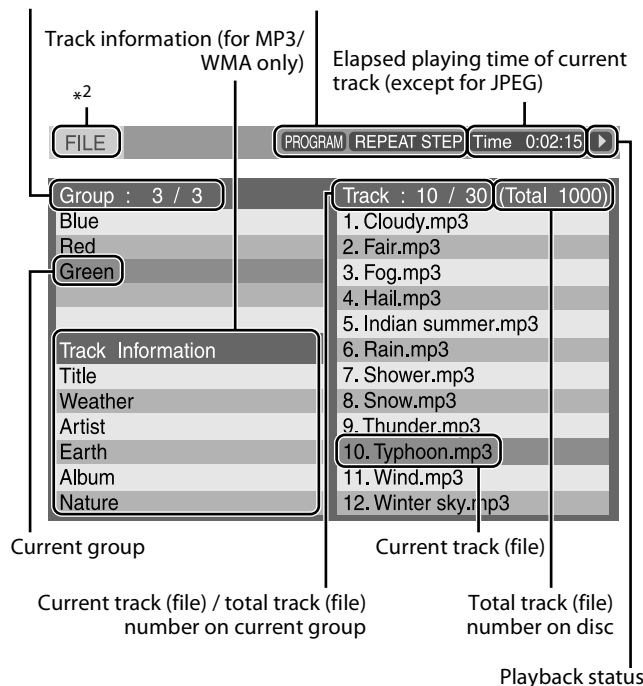 Track information (for MP3/
WMA only)
Elapsed playing time of current
track (except for JPEG)
*2
FILE
PROGRAM REPEAT STEP Time 0:02:15
Group : 3 / 3
Track : 10 / 30 (Total 1000)
Blue
Red
Green
1. Cloudy.mp3
2. Fair.mp3
3. Fog.mp3
4. Hail.mp3
5. Indian summer.mp3
6. Rain.mp3
7. Shower.mp3
8. Snow.mp3
9. Thunder.mp3
10. Typhoon.mp3
11. Wind.mp3
12. Winter sky.mp3
Track Information
Title
Weather
Artist
Earth
Album
Nature
Current group
Current track (file)
Current track (file) / total track (file)
number on current group
Total track (file)
number on disc
Playback status